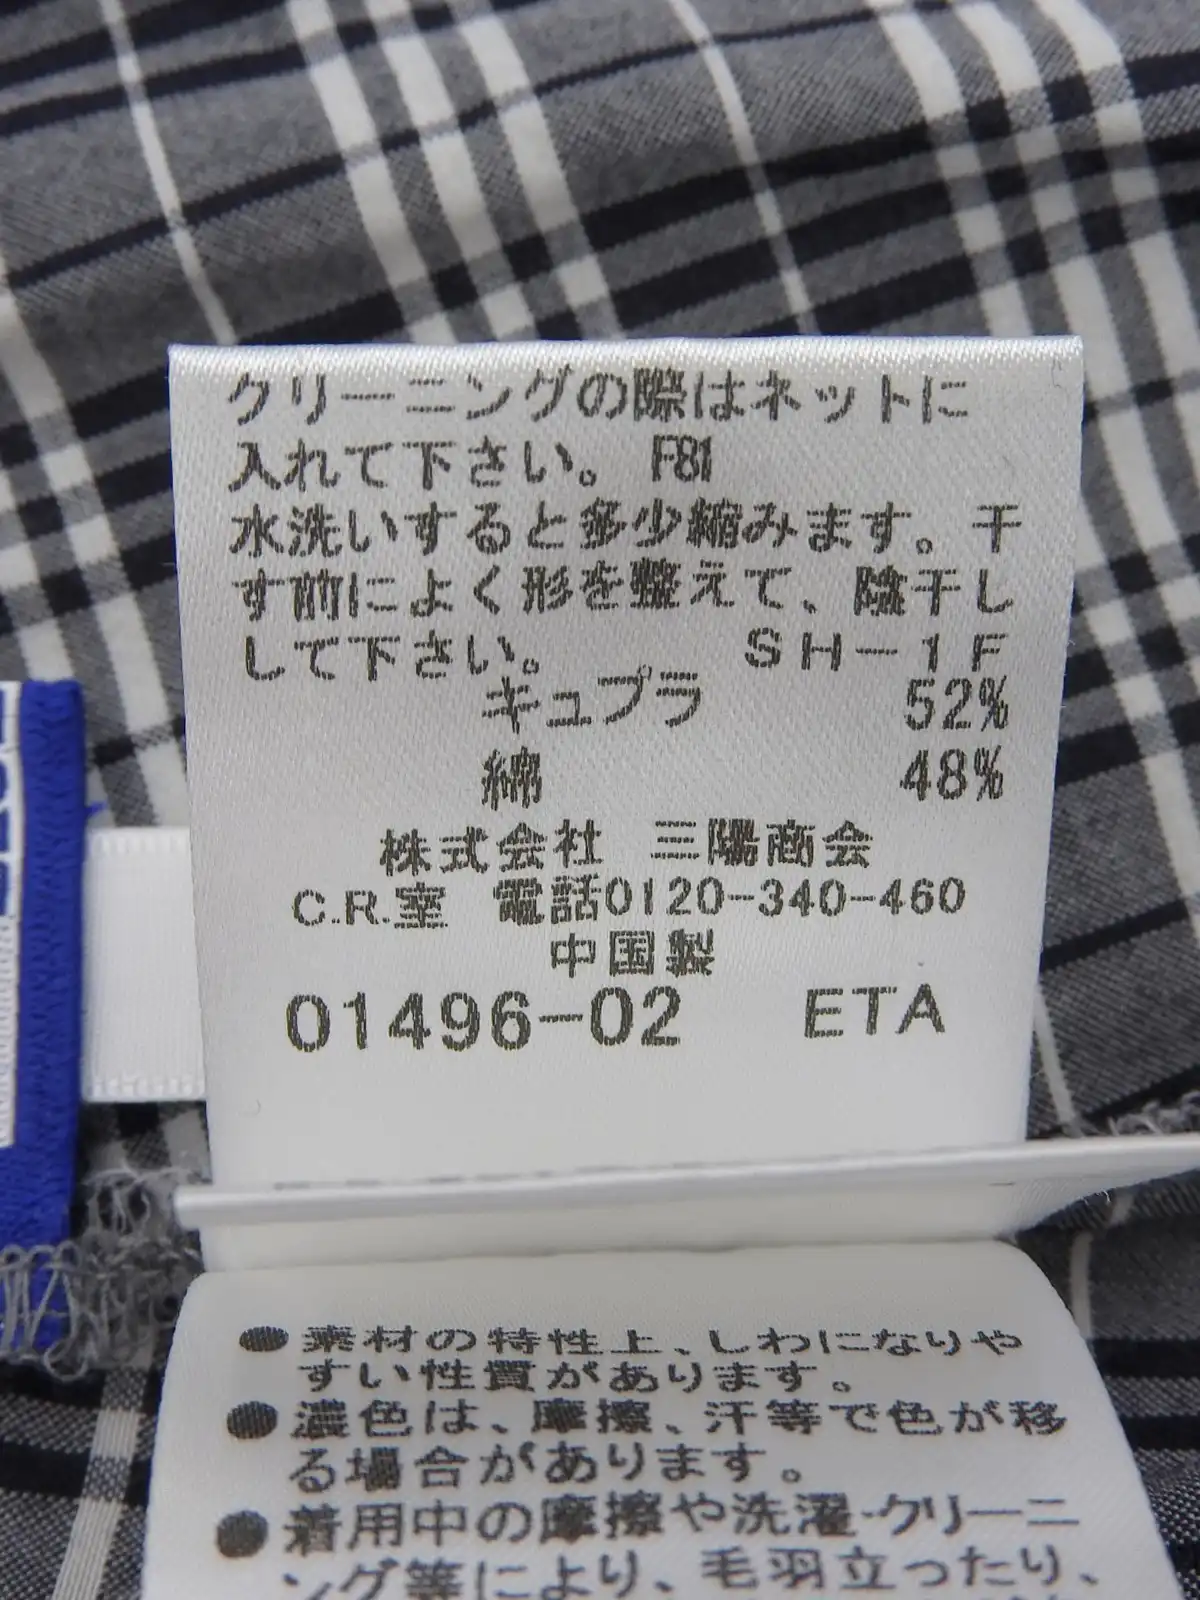 クリーニングの際はネットに
入れて下さい。 F81
水洗いすると多少縮みます。干
す前によく形を整えて、陰干し
して下さい。 SH-1F
キュプラ 52%
綿 48%
株式会社 三陽商会
C.R.室 電話0120-340-460
中国製
01496-02 ETA
●素材の特性上、しわになりや
すい性質があります。
●濃色は、摩擦、汗等で色が移
る場合があります。
●着用中の摩擦や洗濯・クリーニ
ング等により、毛羽立ったり、